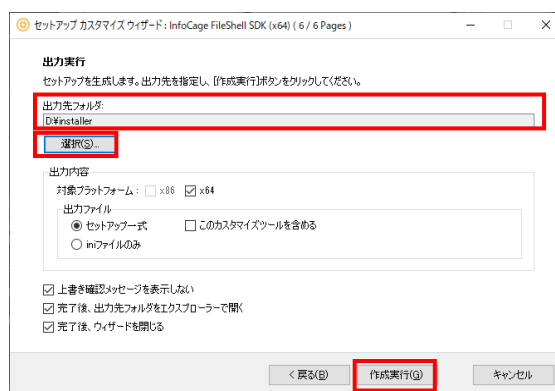 セットアップ カスタマイズ ウィザード : InfoCage FileShell SDK (x64) ( 6 / 6 Pages )
出力実行
セットアップを生成します。出力先を指定し、[作成実行]ボタンをクリックしてください。
出力先フォルダ:
D:¥installer
選択(S)...
出力内容
対象プラットフォーム : x86 x64
出力ファイル
セットアップ一式 このカスタマイズツールを含める
iniファイルのみ
上書き確認メッセージを表示しない
完了後、出力先フォルダをエクスプローラーで開く
完了後、ウィザードを閉じる
< 戻る(B) 作成実行(G) キャンセル